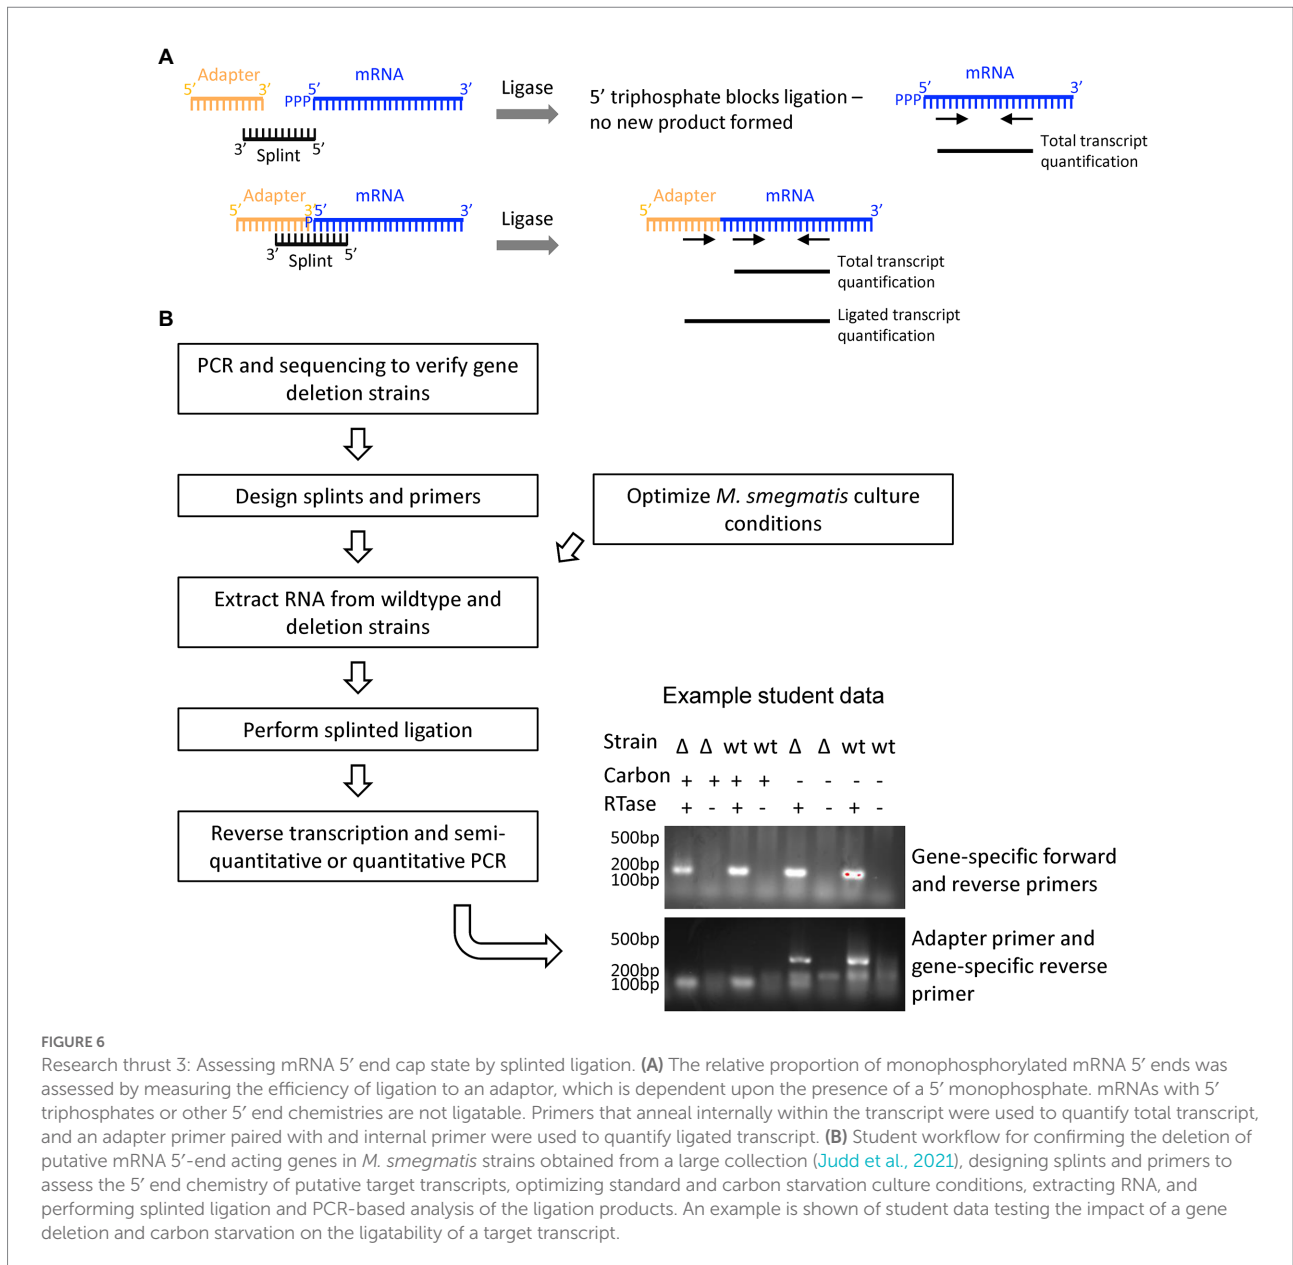 A
Adapter
5′ 3′
mRNA
PPP 5′ 3′
Splint
3′ 5′
Ligase
5′ triphosphate blocks ligation –
no new product formed
mRNA
PPP 5′ 3′
Total transcript
quantification
Adapter
5′ 3′
mRNA
P 5′ 3′
Splint
3′ 5′
Ligase
Adapter mRNA
5′ 3′
Total transcript
quantification
Ligated transcript
quantification
B
PCR and sequencing to verify gene
deletion strains
Design splints and primers
Optimize M. smegmatis culture
conditions
Extract RNA from wildtype and
deletion strains
Perform splinted ligation
Reverse transcription and semi-
quantitative or quantitative PCR
Example student data
Strain Δ Δ wt wt Δ Δ wt wt
Carbon + + + + - - - -
RTase + - + - + - + -
500bp
200bp
100bp
Gene-specific forward
and reverse primers
500bp
200bp
100bp
Adapter primer and
gene-specific reverse
primer
FIGURE 6
Research thrust 3: Assessing mRNA 5′ end cap state by splinted ligation. (A) The relative proportion of monophosphorylated mRNA 5′ ends was
assessed by measuring the efficiency of ligation to an adaptor, which is dependent upon the presence of a 5′ monophosphate. mRNAs with 5′
triphosphates or other 5′ end chemistries are not ligatable. Primers that anneal internally within the transcript were used to quantify total transcript,
and an adapter primer paired with and internal primer were used to quantify ligated transcript. (B) Student workflow for confirming the deletion of
putative mRNA 5′-end acting genes in M. smegmatis strains obtained from a large collection (Judd et al., 2021), designing splints and primers to
assess the 5′ end chemistry of putative target transcripts, optimizing standard and carbon starvation culture conditions, extracting RNA, and
performing splinted ligation and PCR-based analysis of the ligation products. An example is shown of student data testing the impact of a gene
deletion and carbon starvation on the ligatability of a target transcript.